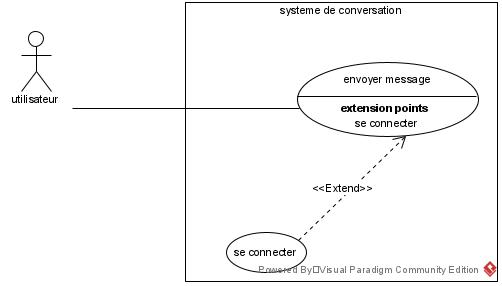 systeme de conversation
envoyer message
utilisateur
extension points
se connecter
<<Extend>>
se connecter
Powered By Visual Paradigm Community Edition